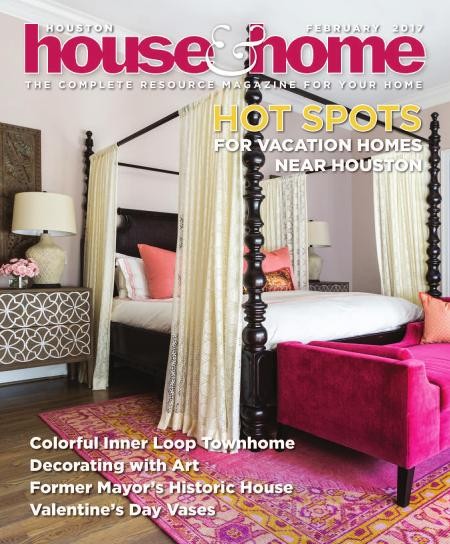 HOUSTON FEBRUARY 2017
house&home
THE COMPLETE RESOURCE MAGAZINE FOR YOUR HOME
HOT SPOTS
FOR VACATION HOMES
NEAR HOUSTON
Colorful Inner Loop Townhome
Decorating with Art
Former Mayor's Historic House
Valentine's Day Vases